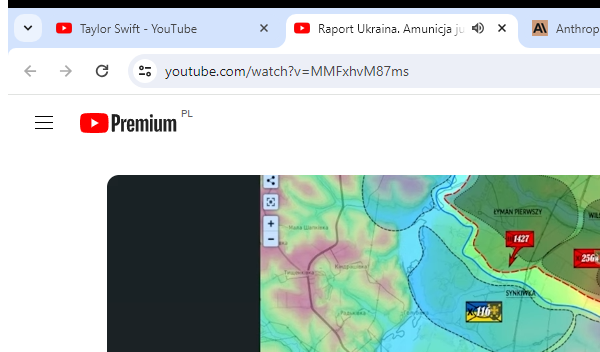 Taylor Swift - YouTube
Raport Ukraina. Amunicja ju
Anthrop
youtube.com/watch?v=MMFxhvM87ms
Premium PL
ŁYMAN PIERWSZY
WIL
1427
256
SYNKIWKA
116